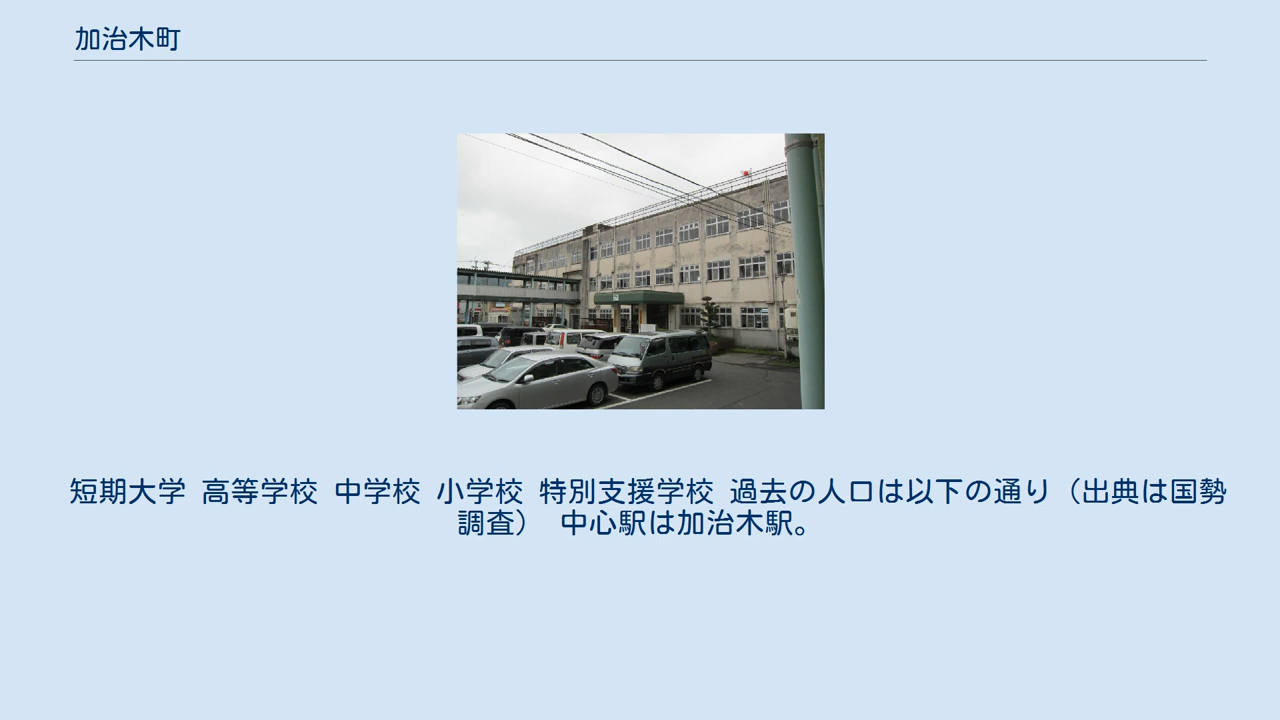 加治木町
短期大学 高等学校 中学校 小学校 特別支援学校 過去の人口は以下の通り（出典は国勢
調査） 中心駅は加治木駅。